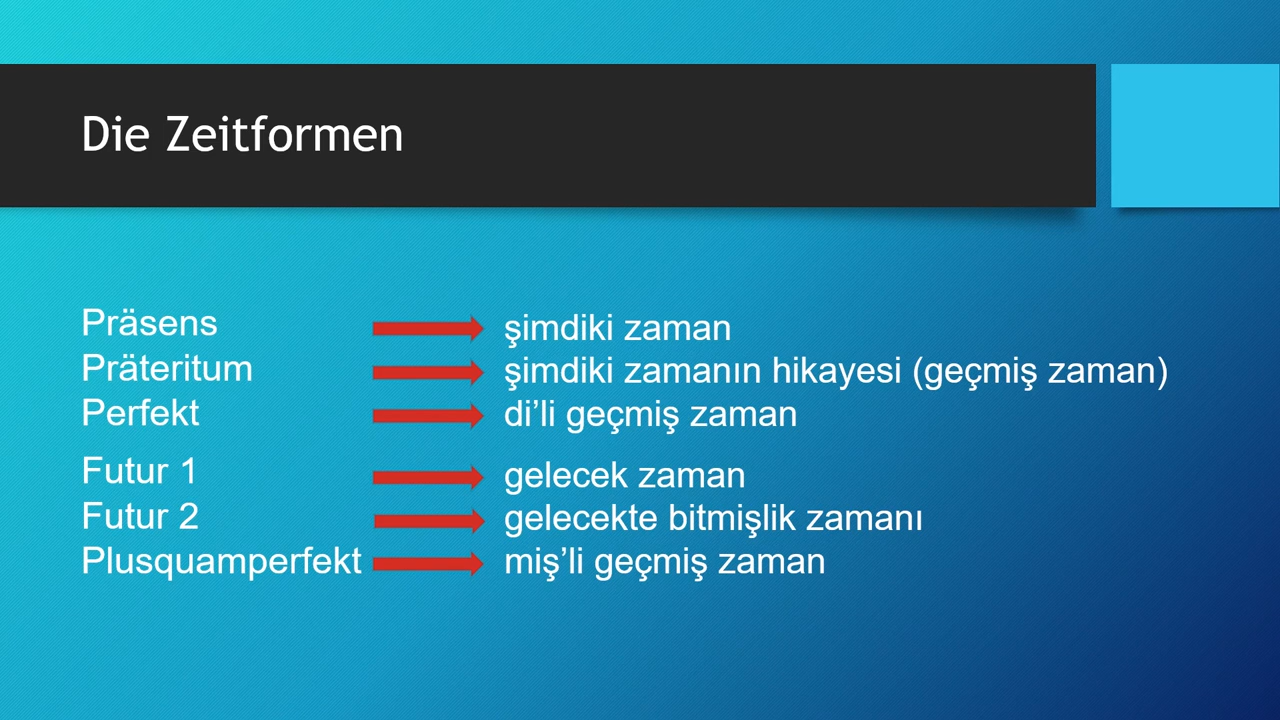 Die Zeitformen
Präsens şimdiki zaman
Präteritum şimdiki zamanın hikayesi (geçmiş zaman)
Perfekt di’li geçmiş zaman
Futur 1 gelecek zaman
Futur 2 gelecekte bitmişlik zamanı
Plusquamperfekt miş’li geçmiş zaman